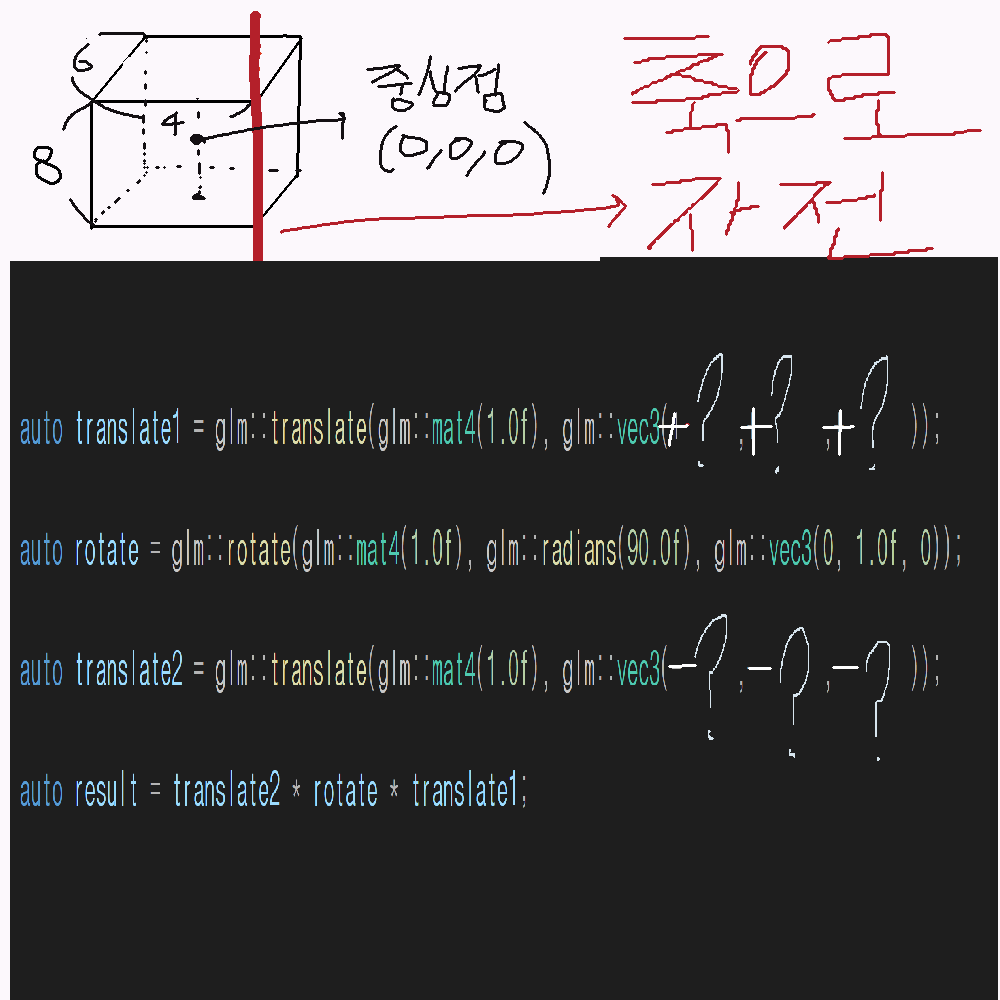 6
4
8
중심점
(0,0,0)
축으로
자전
auto translate1 = glm::translate(glm::mat4(1.0f), glm::vec3(+?,+?,+?));
auto rotate = glm::rotate(glm::mat4(1.0f), glm::radians(90.0f), glm::vec3(0, 1.0f, 0));
auto translate2 = glm::translate(glm::mat4(1.0f), glm::vec3(-?,-?,-?));
auto result = translate2 * rotate * translate1;